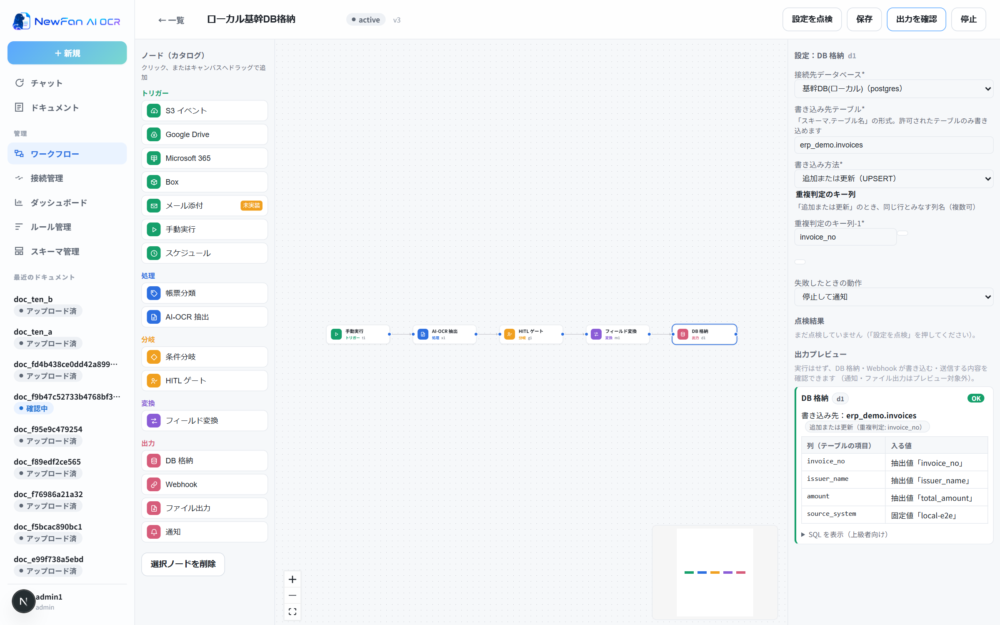 NewFan AI OCR
＋ 新規
チャット
ドキュメント
管理
ワークフロー
接続管理
ダッシュボード
ルール管理
スキーマ管理
最近のドキュメント
doc_ten_b
アップロード済
doc_ten_a
アップロード済
doc_fd4b438ce0dd42a899…
アップロード済
doc_f9b47c52733b4768bf3…
確認中
doc_f95e9c479254
アップロード済
doc_f89edf2ce565
アップロード済
doc_f76986a21a32
アップロード済
doc_f5bcac890bc1
アップロード済
doc_e99f738a5ebd
アップロード済
N
admin1
admin
← 一覧
ローカル基幹DB格納
active
v3
設定を点検
保存
出力を確認
停止
ノード（カタログ）
クリック、またはキャンバスへドラッグで追
加
トリガー
S3 イベント
Google Drive
Microsoft 365
Box
メール添付
未実装
手動実行
スケジュール
処理
帳票分類
AI-OCR 抽出
分岐
条件分岐
HITL ゲート
変換
フィールド変換
出力
DB 格納
Webhook
ファイル出力
通知
選択ノードを削除
手動実行
トリガー t1
AI-OCR 抽出
処理 x1
HITL ゲート
分岐 g1
フィールド変換
変換 m1
DB 格納
出力 d1
設定：DB 格納 d1
接続先データベース*
基幹DB(ローカル)（postgres）
書き込み先テーブル*
「スキーマ.テーブル名」の形式。許可されたテーブルのみ書き
込めます
erp_demo.invoices
書き込み方法*
追加または更新（UPSERT）
重複判定のキー列
「追加または更新」のとき、同じ行とみなす列名（複数可）
重複判定のキー列-1*
invoice_no
失敗したときの動作
停止して通知
点検結果
まだ点検していません（「設定を点検」を押してください）。
出力プレビュー
実行はせず、DB 格納・Webhook が書き込む・送信する内容を
確認できます （通知・ファイル出力はプレビュー対象外）。
DB 格納 d1
OK
書き込み先：erp_demo.invoices
追加または更新（重複判定: invoice_no）
列（テーブルの項目） 入る値
invoice_no 抽出値「invoice_no」
issuer_name 抽出値「issuer_name」
amount 抽出値「total_amount」
source_system 固定値「local-e2e」
▶ SQL を表示（上級者向け）